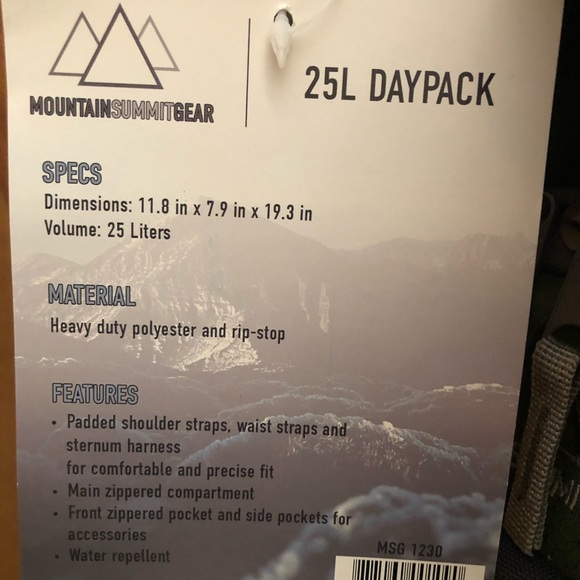 MOUNTAINSUMMITGEAR
25L DAYPACK
SPECS
Dimensions: 11.8 in x 7.9 in x 19.3 in
Volume: 25 Liters
MATERIAL
Heavy duty polyester and rip-stop
FEATURES
• Padded shoulder straps, waist straps and
sternum harness
for comfortable and precise fit
• Main zippered compartment
• Front zippered pocket and side pockets for
accessories
• Water repellent
MSG 1230